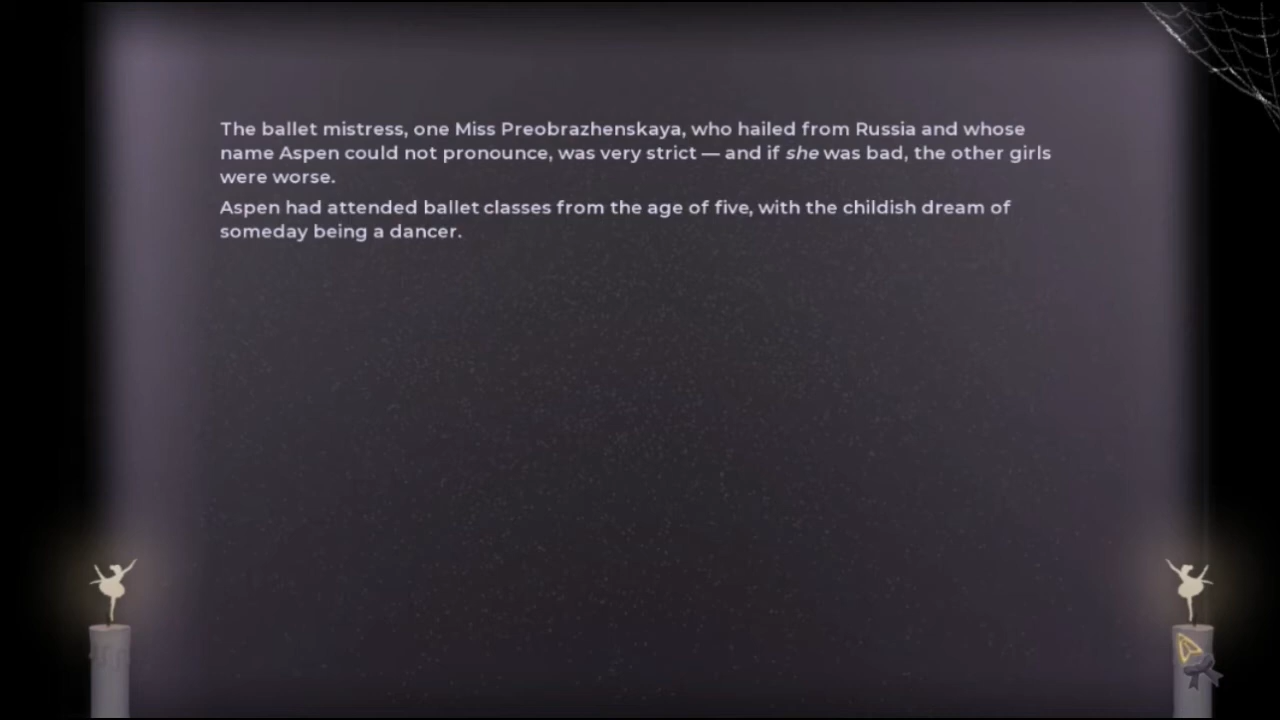 The ballet mistress, one Miss Preobrazhenskaya, who hailed from Russia and whose
name Aspen could not pronounce, was very strict — and if she was bad, the other girls
were worse.
Aspen had attended ballet classes from the age of five, with the childish dream of
someday being a dancer.